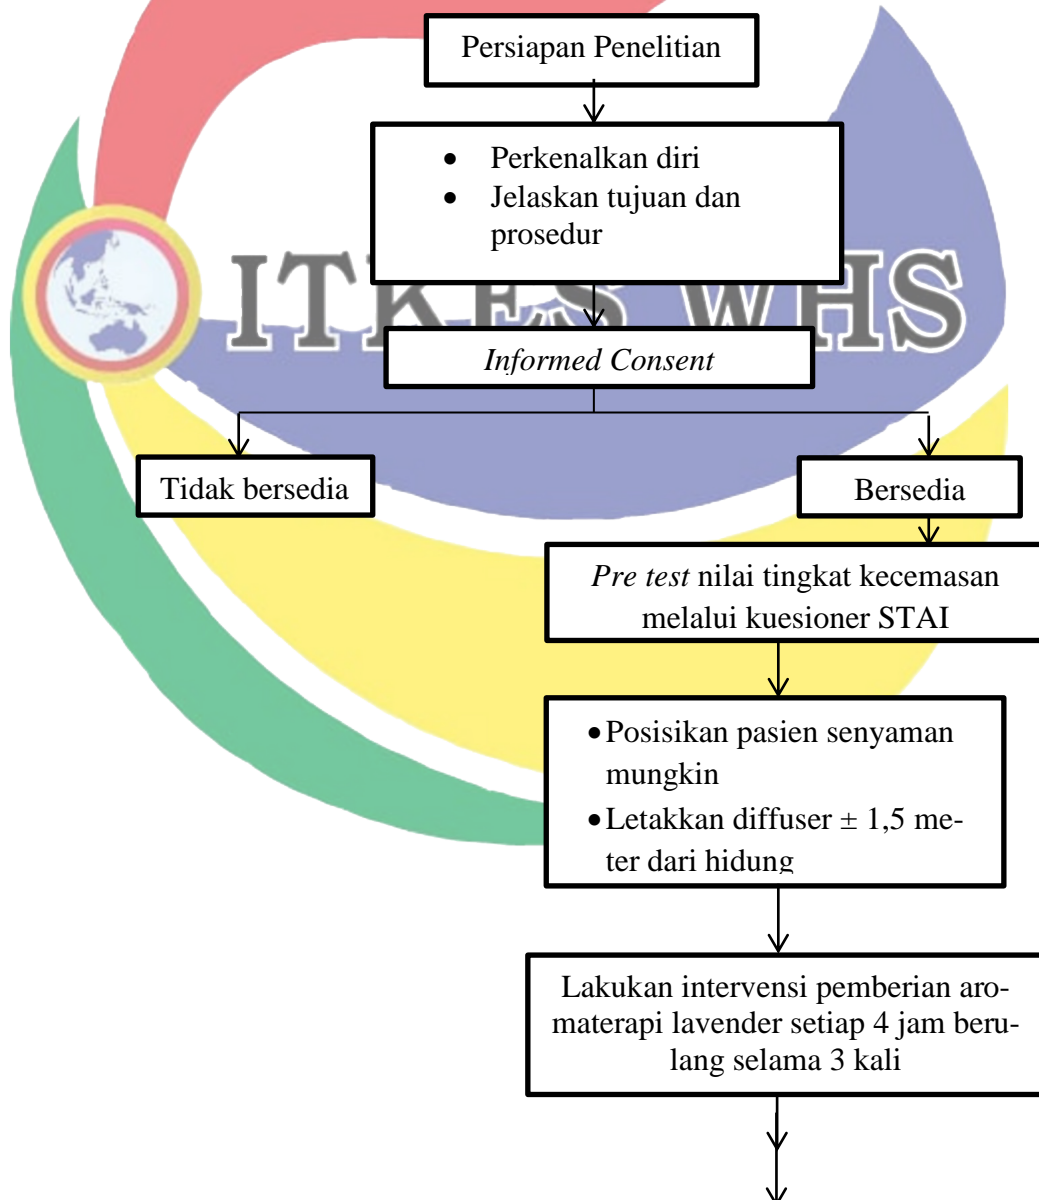 Persiapan Penelitian
• Perkenalkan diri
• Jelaskan tujuan dan
prosedur
ITKES WHS
Informed Consent
Tidak bersedia
Bersedia
Pre test nilai tingkat kecemasan
melalui kuesioner STAI
• Posisikan pasien senyaman
mungkin
• Letakkan diffuser ± 1,5 me-
ter dari hidung
Lakukan intervensi pemberian aro-
materapi lavender setiap 4 jam beru-
lang selama 3 kali